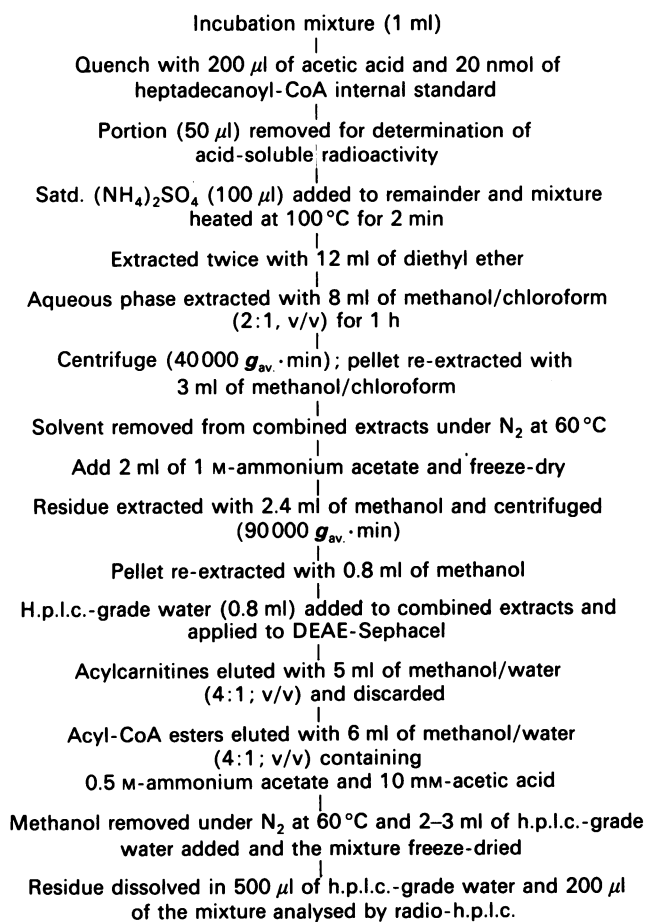 Incubation mixture (1 ml)
Quench with 200 µl of acetic acid and 20 nmol of
heptadecanoyl-CoA internal standard
Portion (50 µl) removed for determination of
acid-soluble radioactivity
Satd. (NH₄)₂SO₄ (100 µl) added to remainder and mixture
heated at 100 °C for 2 min
Extracted twice with 12 ml of diethyl ether
Aqueous phase extracted with 8 ml of methanol/chloroform
(2:1, v/v) for 1 h
Centrifuge (40 000 g av. · min); pellet re-extracted with
3 ml of methanol/chloroform
Solvent removed from combined extracts under N₂ at 60 °C
Add 2 ml of 1 M-ammonium acetate and freeze-dry
Residue extracted with 2.4 ml of methanol and centrifuged
(90 000 g av. · min)
Pellet re-extracted with 0.8 ml of methanol
H.p.l.c.-grade water (0.8 ml) added to combined extracts and
applied to DEAE-Sephacel
Acylcarnitines eluted with 5 ml of methanol/water
(4:1; v/v) and discarded
Acyl-CoA esters eluted with 6 ml of methanol/water
(4:1; v/v) containing
0.5 M-ammonium acetate and 10 mM-acetic acid
Methanol removed under N₂ at 60 °C and 2–3 ml of h.p.l.c.-grade
water added and the mixture freeze-dried
Residue dissolved in 500 µl of h.p.l.c.-grade water and 200 µl
of the mixture analysed by radio-h.p.l.c.